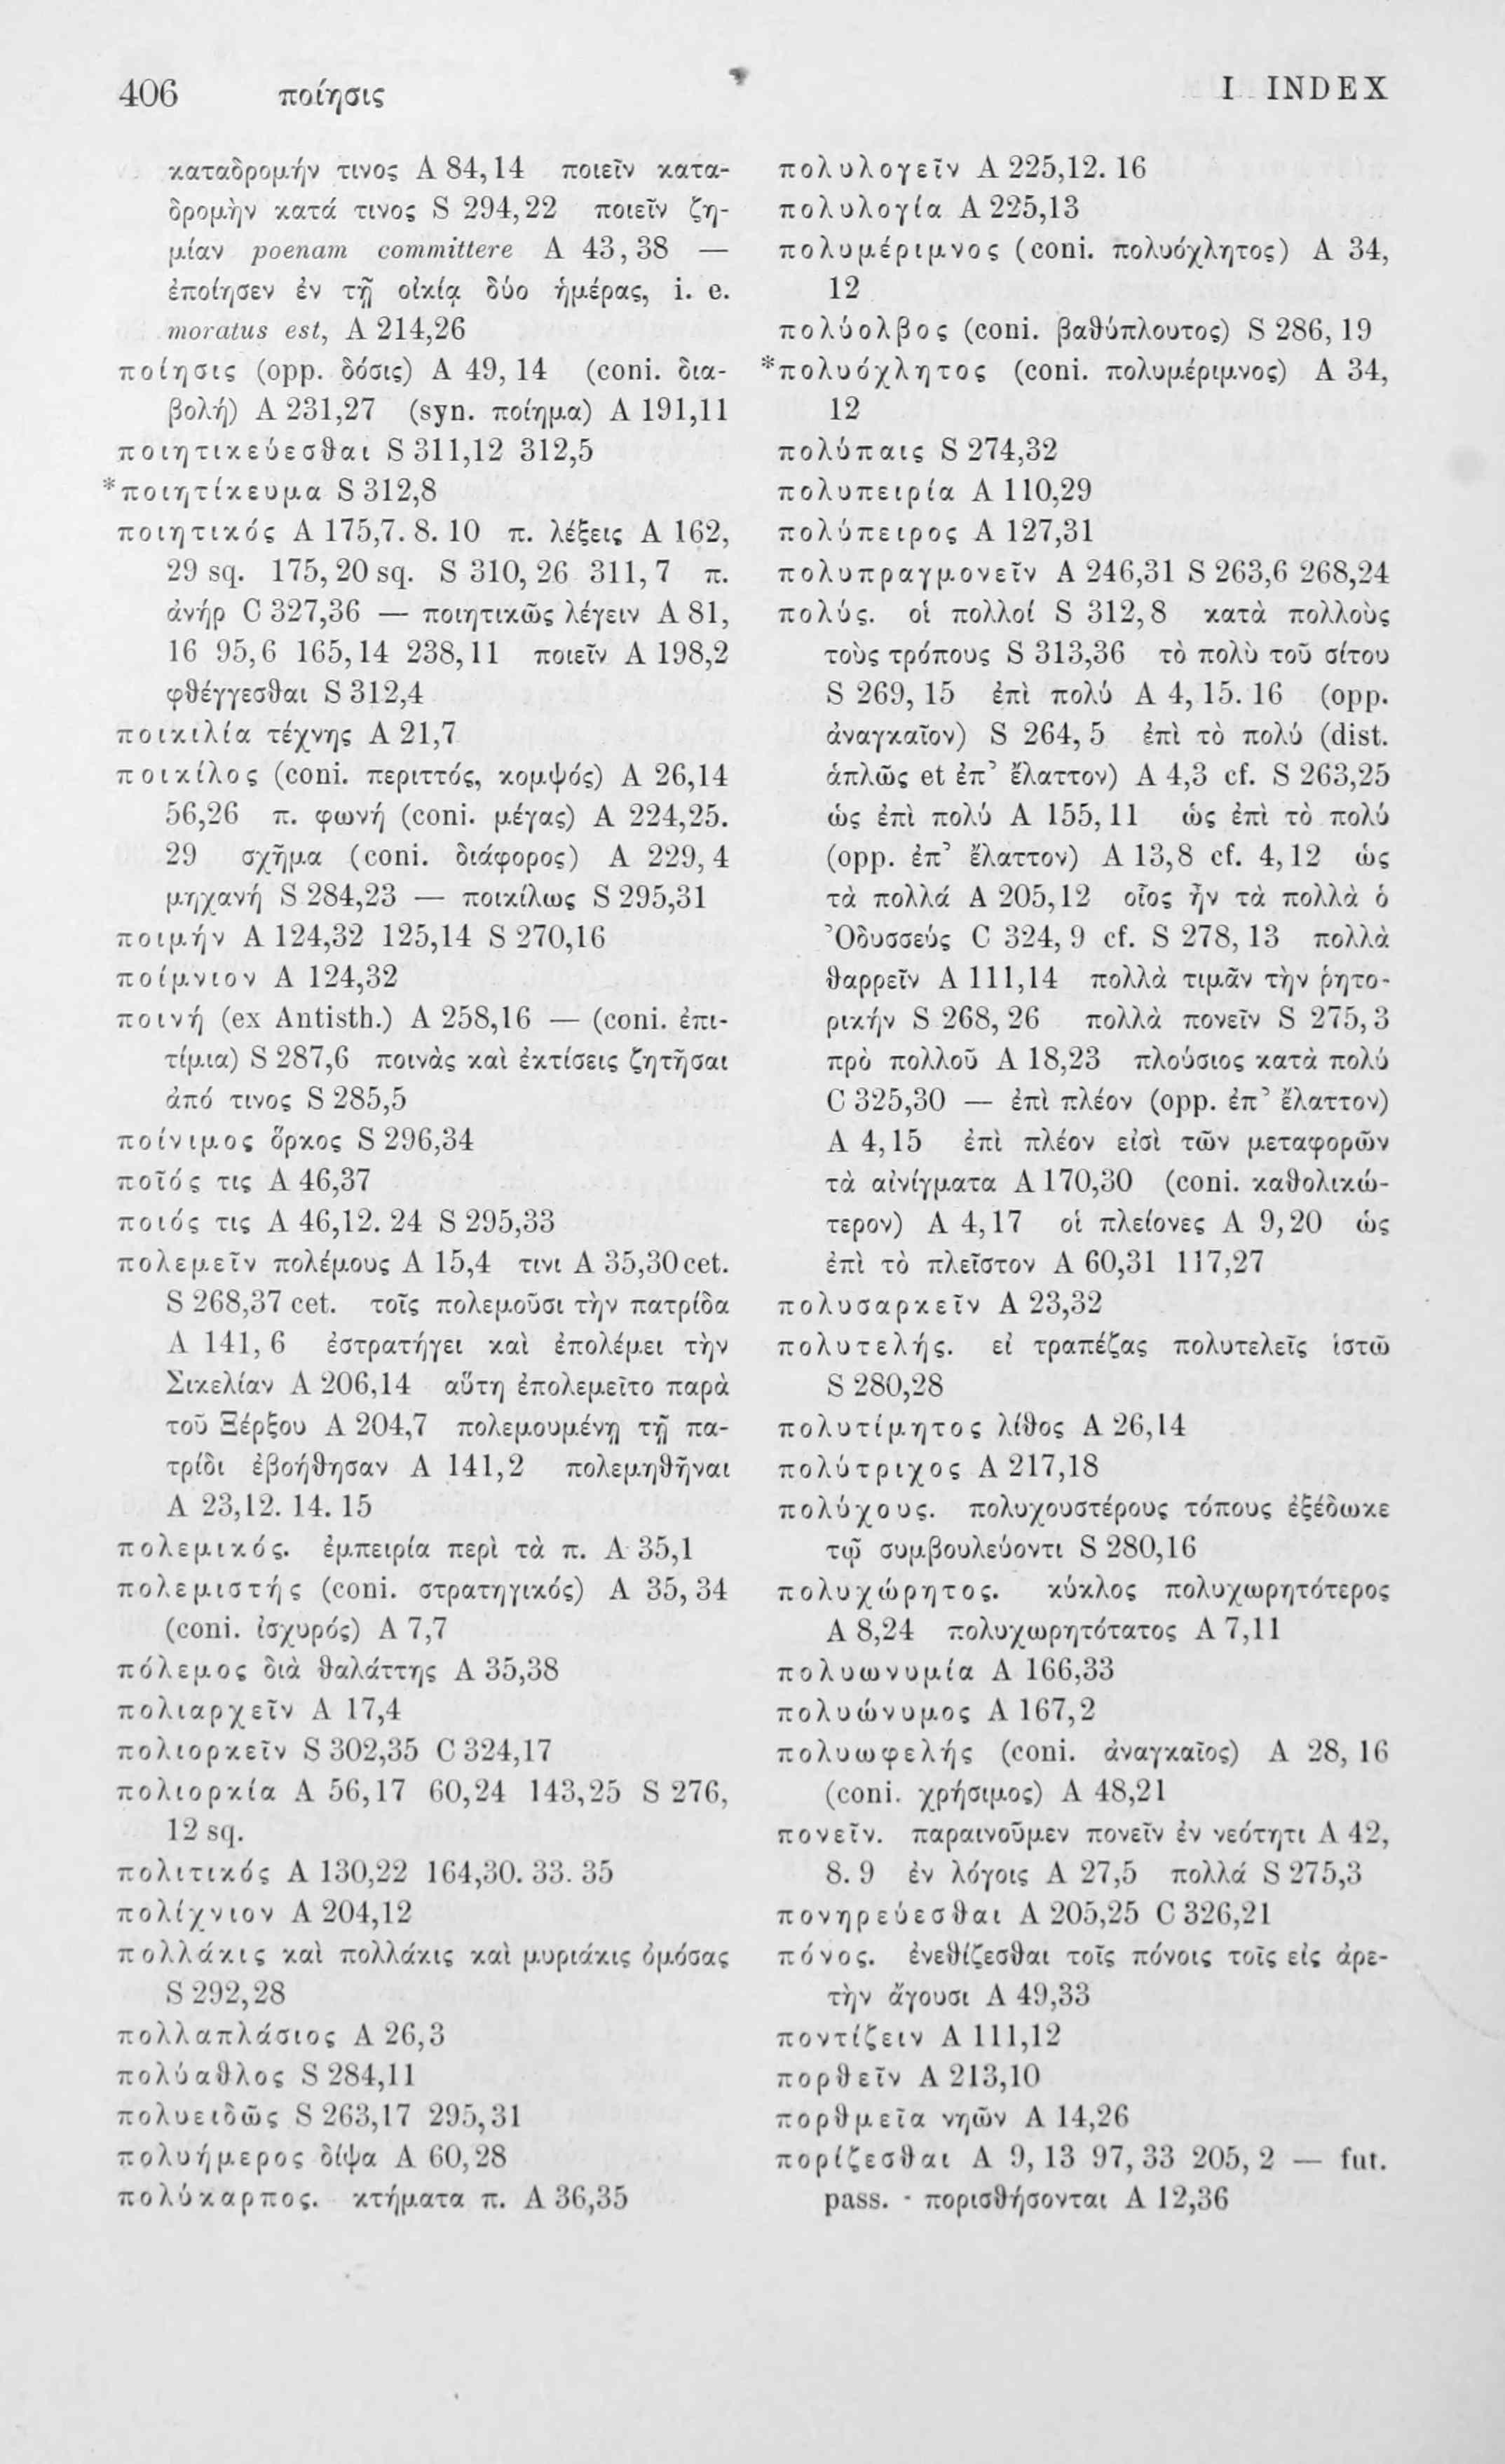 406 ποίησις I INDEX
καταδρομήν τινος A 84,14 ποιεῖν κατα-
δρομὴν κατά τινος S 294,22 ποιεῖν ζη-
μίαν poenam committere A 43,38 —
ἐποίησεν ἐν τῇ οἰκίᾳ δύο ἡμέρας, i. e.
moratus est, A 214,26
ποίησις (opp. δόσις) A 49,14 (coni. δια-
βολή) A 231,27 (syn. ποίημα) A 191,11
ποιητικεύεσθαι S 311,12 312,5
*ποιητίκευμα S 312,8
ποιητικός A 175,7. 8. 10 π. λέξεις A 162,
29 sq. 175,20 sq. S 310,26 311,7 π.
ἀνήρ C 327,36 — ποιητικῶς λέγειν A 81,
16 95,6 165,14 238,11 ποιεῖν A 198,2
φθέγγεσθαι S 312,4
ποικιλία τέχνης A 21,7
ποικίλος (coni. περιττός, κομψός) A 26,14
56,26 π. φωνή (coni. μέγας) A 224,25.
29 σχῆμα (coni. διάφορος) A 229,4
μηχανή S 284,23 — ποικίλως S 295,31
ποιμήν A 124,32 125,14 S 270,16
ποίμνιον A 124,32
ποινή (ex Antisth.) A 258,16 — (coni. ἐπι-
τίμια) S 287,6 ποινὰς καὶ ἐκτίσεις ζητῆσαι
ἀπό τινος S 285,5
ποίνιμος ὅρκος S 296,34
ποῖός τις A 46,37
ποιός τις A 46,12. 24 S 295,33
πολεμεῖν πολέμους A 15,4 τινι A 35,30 cet.
S 268,37 cet. τοῖς πολεμοῦσι τὴν πατρίδα
A 141,6 ἐστρατήγει καὶ ἐπολέμει τὴν
Σικελίαν A 206,14 αὕτη ἐπολεμεῖτο παρὰ
τοῦ Ξέρξου A 204,7 πολεμουμένῃ τῇ πα-
τρίδι ἐβοήθησαν A 141,2 πολεμηθῆναι
A 23,12. 14. 15
πολεμικός. ἐμπειρία περὶ τὰ π. A 35,1
πολεμιστής (coni. στρατηγικός) A 35,34
(coni. ἰσχυρός) A 7,7
πόλεμος διὰ θαλάττης A 35,38
πολιαρχεῖν A 17,4
πολιορκεῖν S 302,35 C 324,17
πολιορκία A 56,17 60,24 143,25 S 276,
12 sq.
πολιτικός A 130,22 164,30. 33. 35
πολίχνιον A 204,12
πολλάκις καὶ πολλάκις καὶ μυριάκις ὀμόσας
S 292,28
πολλαπλάσιος A 26,3
πολύαθλος S 284,11
πολυειδῶς S 263,17 295,31
πολυήμερος δίψα A 60,28
πολύκαρπος. κτήματα π. A 36,35
πολυλογεῖν A 225,12. 16
πολυλογία A 225,13
πολυμέριμνος (coni. πολυόχλητος) A 34,
12
πολύολβος (coni. βαθύπλουτος) S 286,19
*πολυόχλητος (coni. πολυμέριμνος) A 34,
12
πολύπαις S 274,32
πολυπειρία A 110,29
πολύπειρος A 127,31
πολυπραγμονεῖν A 246,31 S 263,6 268,24
πολύς. οἱ πολλοί S 312,8 κατὰ πολλοὺς
τοὺς τρόπους S 313,36 τὸ πολὺ τοῦ σίτου
S 269,15 ἐπὶ πολύ A 4,15. 16 (opp.
ἀναγκαῖον) S 264,5 ἐπὶ τὸ πολύ (dist.
ἁπλῶς et ἐπ’ ἔλαττον) A 4,3 cf. S 263,25
ὡς ἐπὶ πολύ A 155,11 ὡς ἐπὶ τὸ πολύ
(opp. ἐπ’ ἔλαττον) A 13,8 cf. 4,12 ὡς
τὰ πολλά A 205,12 οἷος ἦν τὰ πολλὰ ὁ
Ὀδυσσεύς C 324,9 cf. S 278,13 πολλὰ
θαρρεῖν A 111,14 πολλὰ τιμᾶν τὴν ῥητο-
ρικήν S 268,26 πολλὰ πονεῖν S 275,3
πρὸ πολλοῦ A 18,23 πλούσιος κατὰ πολύ
C 325,30 — ἐπὶ πλέον (opp. ἐπ’ ἔλαττον)
A 4,15 ἐπὶ πλέον εἰσὶ τῶν μεταφορῶν
τὰ αἰνίγματα A 170,30 (coni. καθολικώ-
τερον) A 4,17 οἱ πλείονες A 9,20 ὡς
ἐπὶ τὸ πλεῖστον A 60,31 117,27
πολυσαρκεῖν A 23,32
πολυτελής. εἰ τραπέζας πολυτελεῖς ἱστῶ
S 280,28
πολυτίμητος λίθος A 26,14
πολύτριχος A 217,18
πολύχους. πολυχουστέρους τόπους ἐξέδωκε
τῷ συμβουλεύοντι S 280,16
πολυχώρητος. κύκλος πολυχωρητότερος
A 8,24 πολυχωρητότατος A 7,11
πολυωνυμία A 166,33
πολυώνυμος A 167,2
πολυωφελής (coni. ἀναγκαῖος) A 28,16
(coni. χρήσιμος) A 48,21
πονεῖν. παραινοῦμεν πονεῖν ἐν νεότητι A 42,
8. 9 ἐν λόγοις A 27,5 πολλά S 275,3
πονηρεύεσθαι A 205,25 C 326,21
πόνος. ἐνεθίζεσθαι τοῖς πόνοις τοῖς εἰς ἀρε-
τὴν ἄγουσι A 49,33
ποντίζειν A 111,12
πορθεῖν A 213,10
πορθμεῖα νηῶν A 14,26
πορίζεσθαι A 9,13 97,33 205,2 — fut.
pass. πορισθήσονται A 12,36